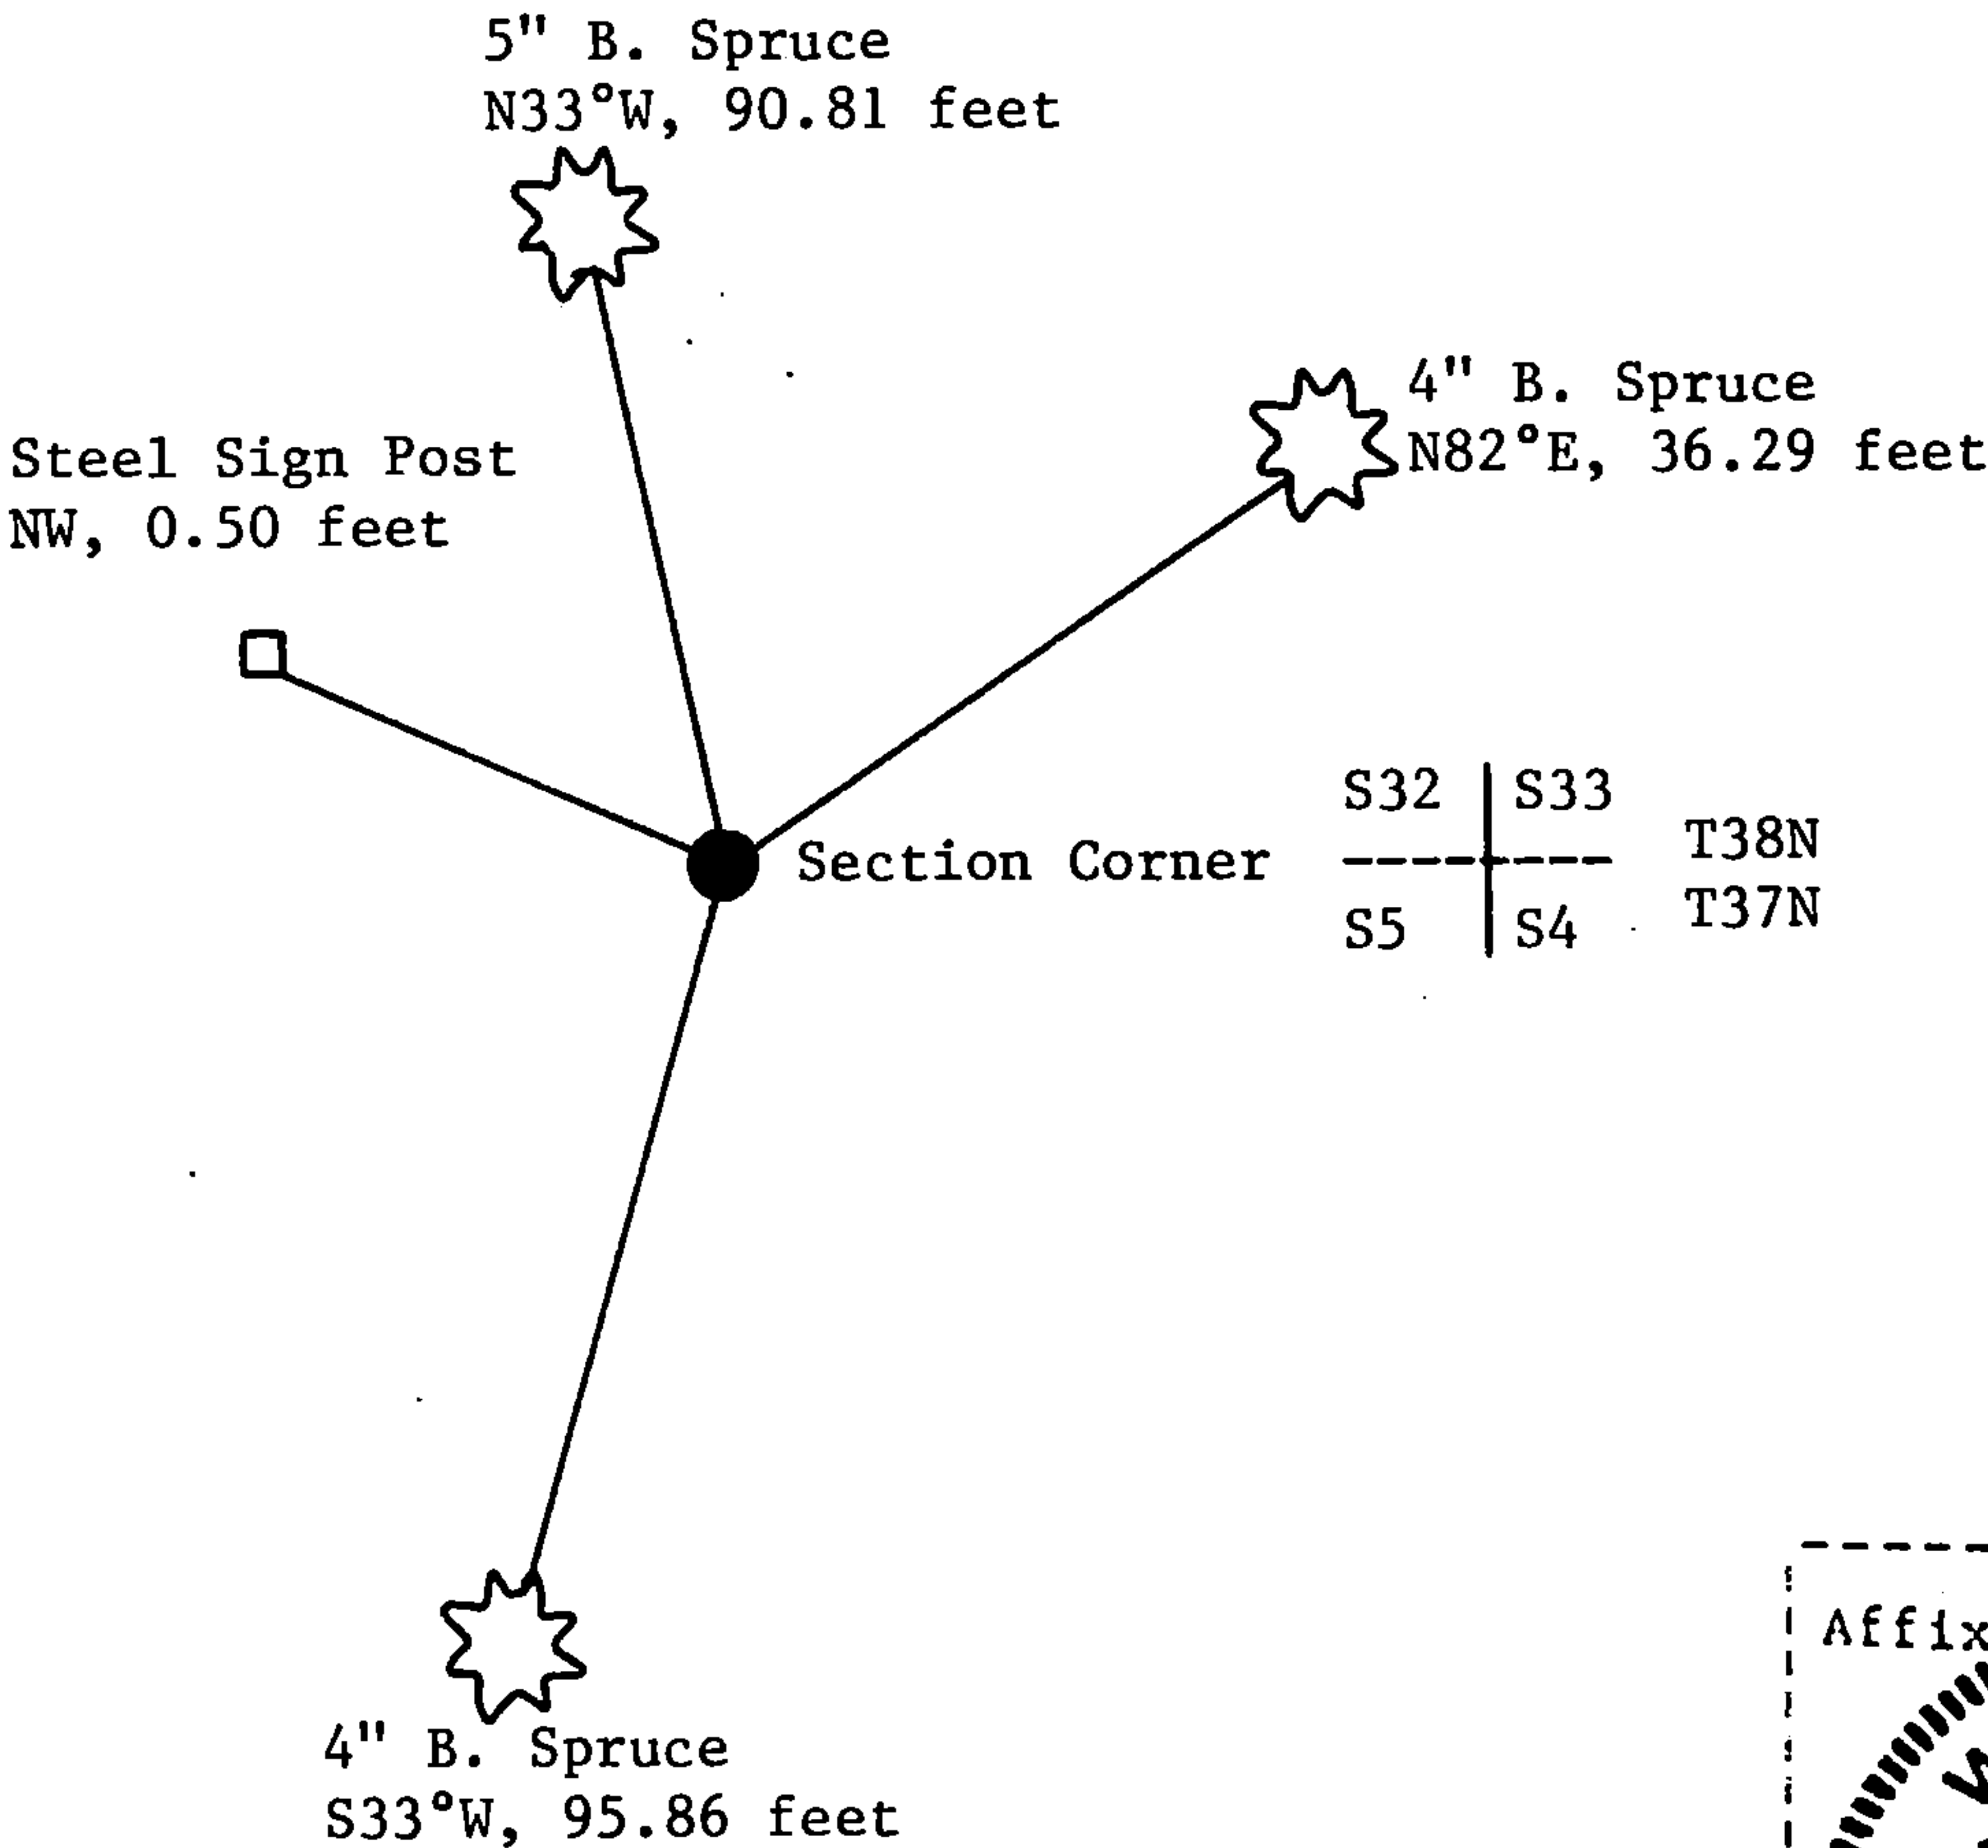 5" B. Spruce
N33°W, 90.81 feet
4" B. Spruce
N82°E, 36.29 feet
Steel Sign Post
NW, 0.50 feet
S32 S33
T38N
Section Corner
T37N
S5 S4
Affix
4" B. Spruce
S33°W, 95.86 feet